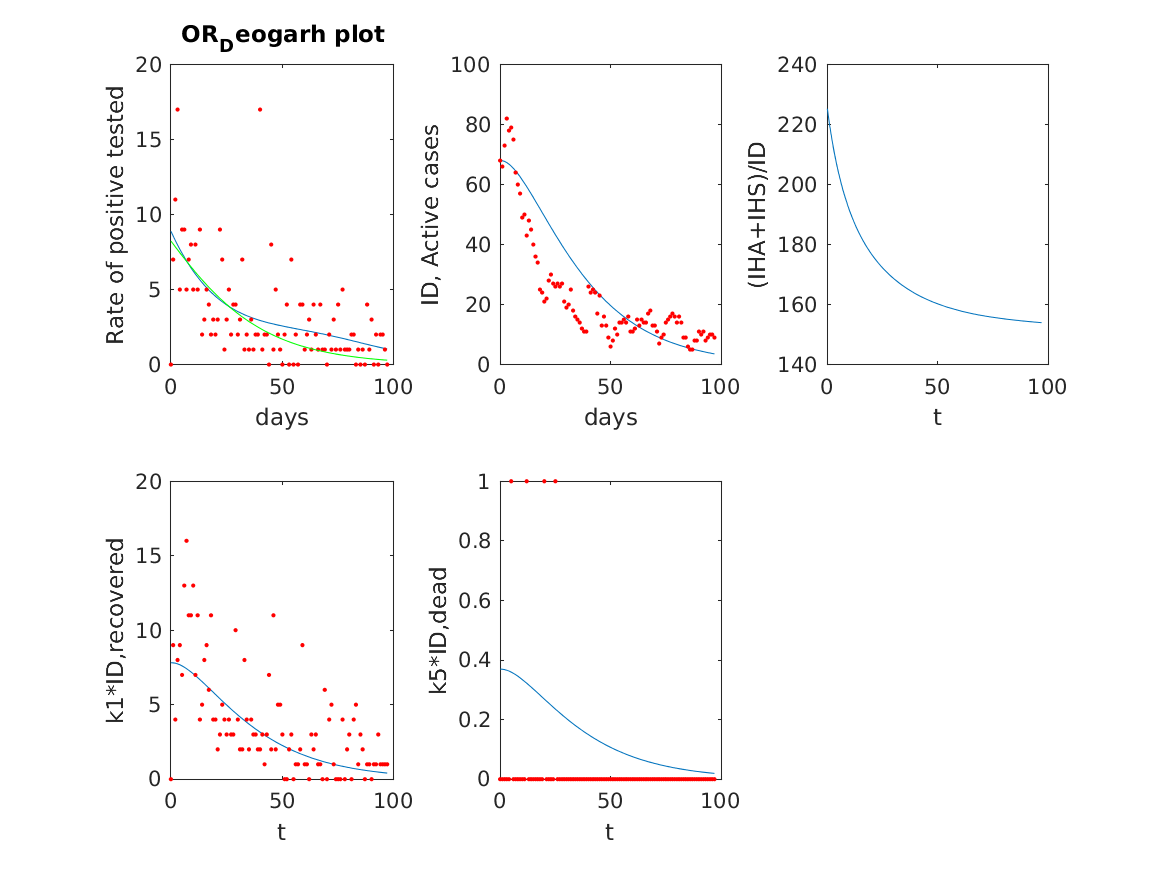 OR_Deogarh plot
20
15
10
5
0
0 50 100
Rate of positive tested
days
100
80
60
40
20
0
0 50 100
ID, Active cases
days
240
220
200
180
160
140
0 50 100
(IHA+IHS)/ID
t
20
15
10
5
0
0 50 100
k1*ID,recovered
t
1
0.8
0.6
0.4
0.2
0
0 50 100
k5*ID,dead
t